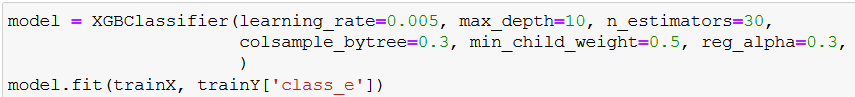 model = XGBClassifier(learning_rate=0.005, max_depth=10, n_estimators=30,
                      colsample_bytree=0.3, min_child_weight=0.5, reg_alpha=0.3,
                      )
model.fit(trainX, trainY['class_e'])